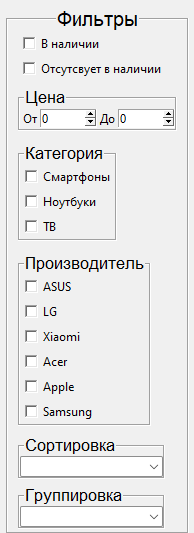 Фильтры
В наличии
Отсутсвует в наличии
Цена
От 0 До 0
Категория
Смартфоны
Ноутбуки
ТВ
Производитель
ASUS
LG
Xiaomi
Acer
Apple
Samsung
Сортировка
Группировка